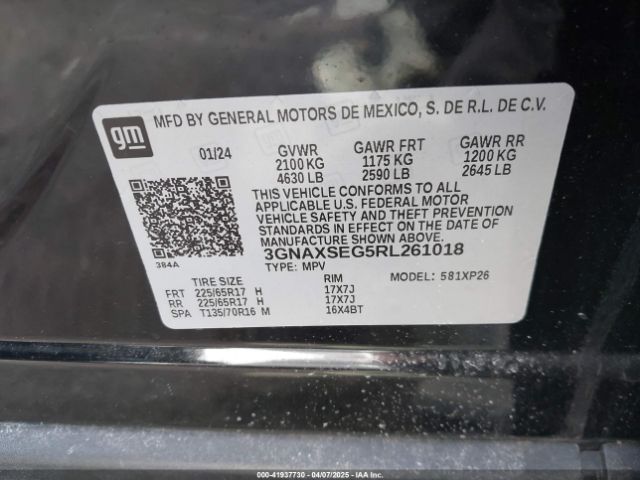 gm
MFD BY GENERAL MOTORS DE MEXICO, S. DE R.L. DE C.V.
01/24 GVWR GAWR FRT GAWR RR
2100 KG 1175 KG 1200 KG
4630 LB 2590 LB 2645 LB
THIS VEHICLE CONFORMS TO ALL
APPLICABLE U.S. FEDERAL MOTOR
VEHICLE SAFETY AND THEFT PREVENTION
STANDARDS IN EFFECT ON THE DATE OF
MANUFACTURE SHOWN ABOVE.
3GNAXSEG5RL261018
384A
TYPE: MPV MODEL: 581XP26
TIRE SIZE RIM
FRT 225/65R17 H 17X7J
RR 225/65R17 H 17X7J
SPA T135/70R16 M 16X4BT
000-41937730 04/07/2025 IAA Inc.